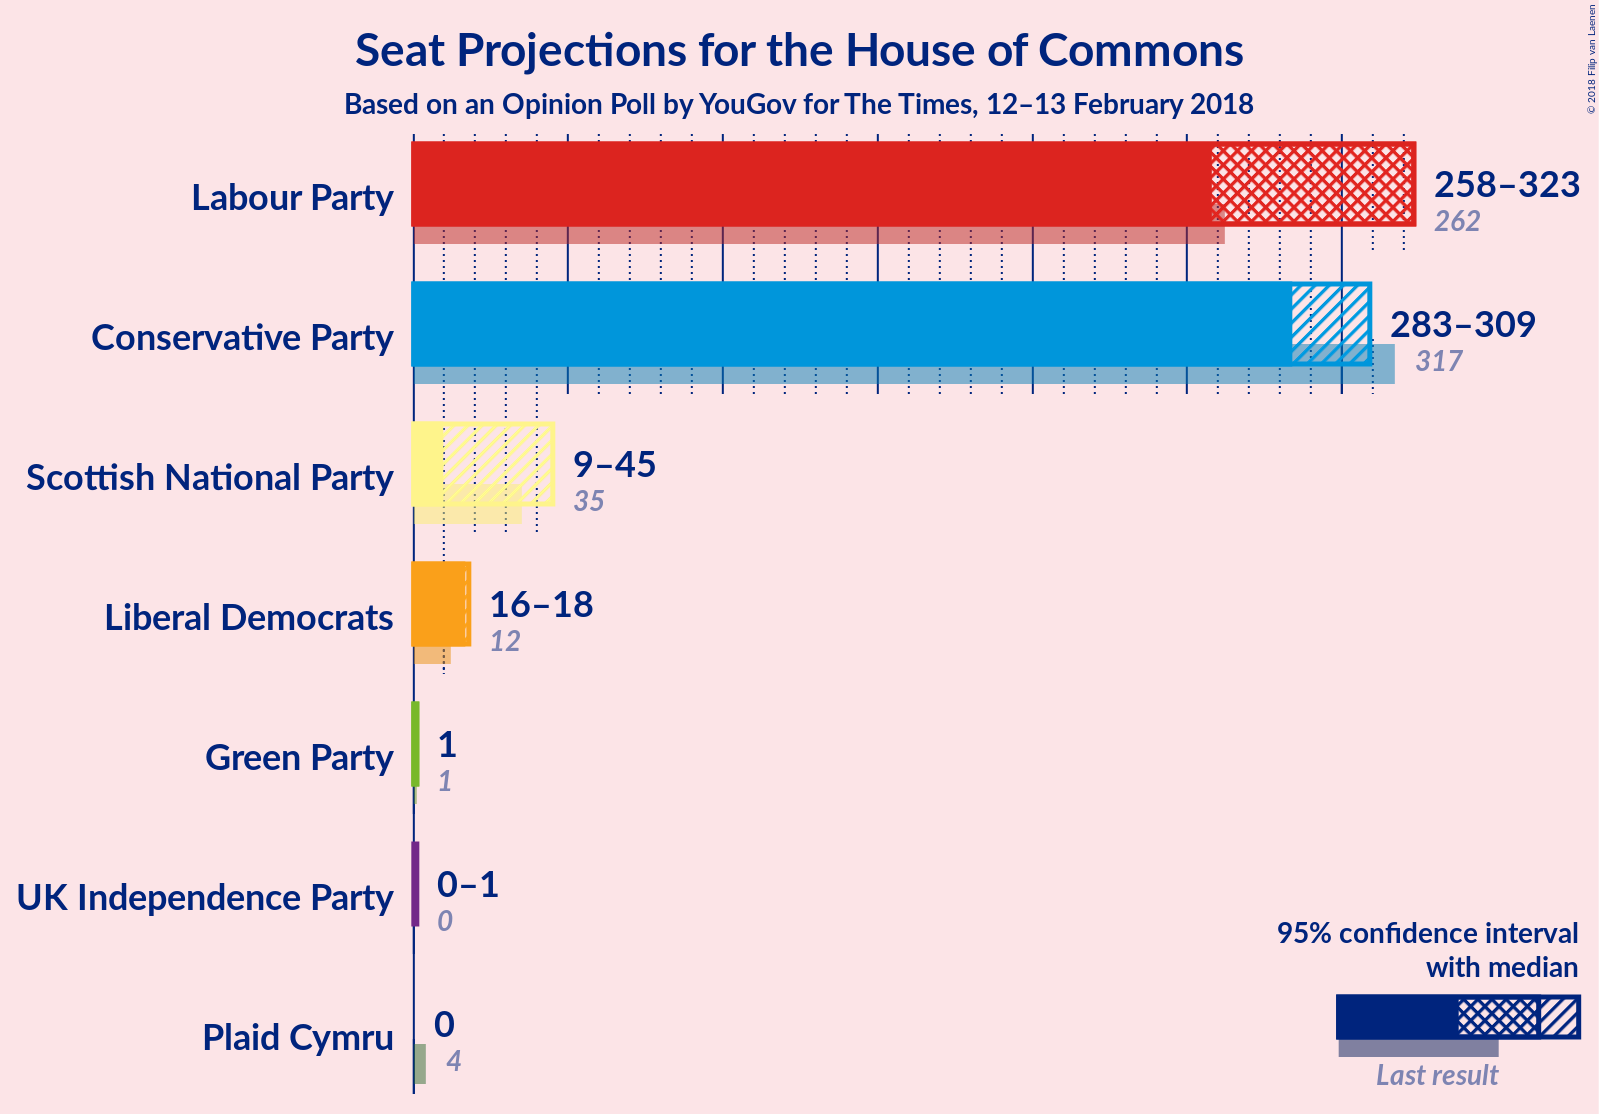 Seat Projections for the House of Commons
Based on an Opinion Poll by YouGov for The Times, 12–13 February 2018
© 2018 Filip van Laenen
Labour Party
258–323
262
Conservative Party
283–309
317
Scottish National Party
9–45
35
Liberal Democrats
16–18
12
Green Party
1
1
UK Independence Party
0–1
0
Plaid Cymru
0
4
95% confidence interval
with median
Last result